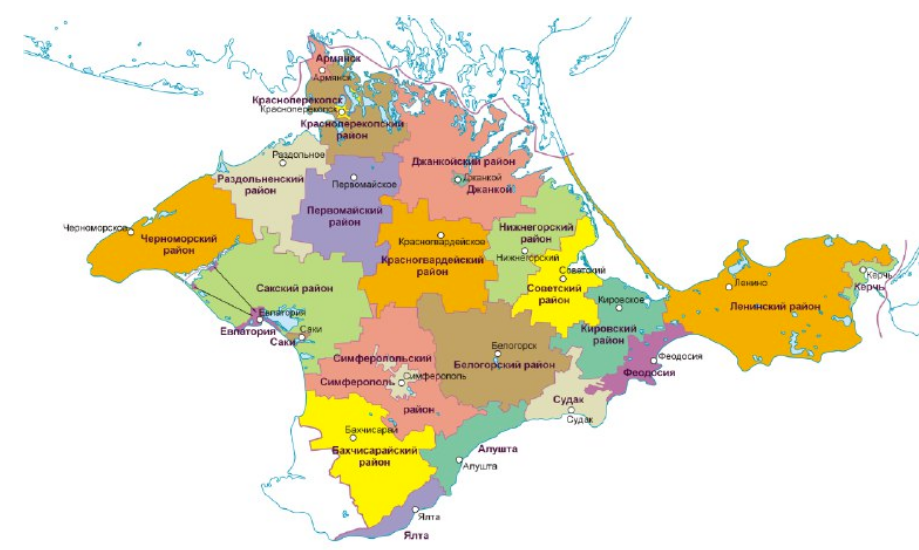 Армянск
Армянск
Красноперекопск
Красноперекопск
Красноперекопский
район
Раздольное
Раздольненский
район
Джанкойский район
Джанкой
Джанкой
Первомайское
Первомайский
район
Черноморское
Черноморский
район
Красногвардейское
Красногвардейский
район
Нижнегорский
район
Нижнегорский
Советский
Советский
район
Сакский район
Евпатория
Евпатория
Саки
Саки
Кировское
Кировский
район
Ленино
Ленинский район
Керчь
Керчь
Симферопольский
Симферополь
Симферополь
район
Белогорск
Белогорский район
Феодосия
Феодосия
Судак
Судак
Бахчисарай
Бахчисарайский
район
Алушта
Алушта
Ялта
Ялта